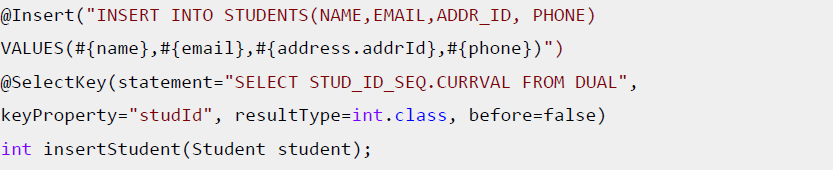 @Insert("INSERT INTO STUDENTS(NAME,EMAIL,ADDR_ID, PHONE)
VALUES(#{name},#{email},#{address.addrId},#{phone})")
@SelectKey(statement="SELECT STUD_ID_SEQ.CURRVAL FROM DUAL",
keyProperty="studId", resultType=int.class, before=false)
int insertStudent(Student student);